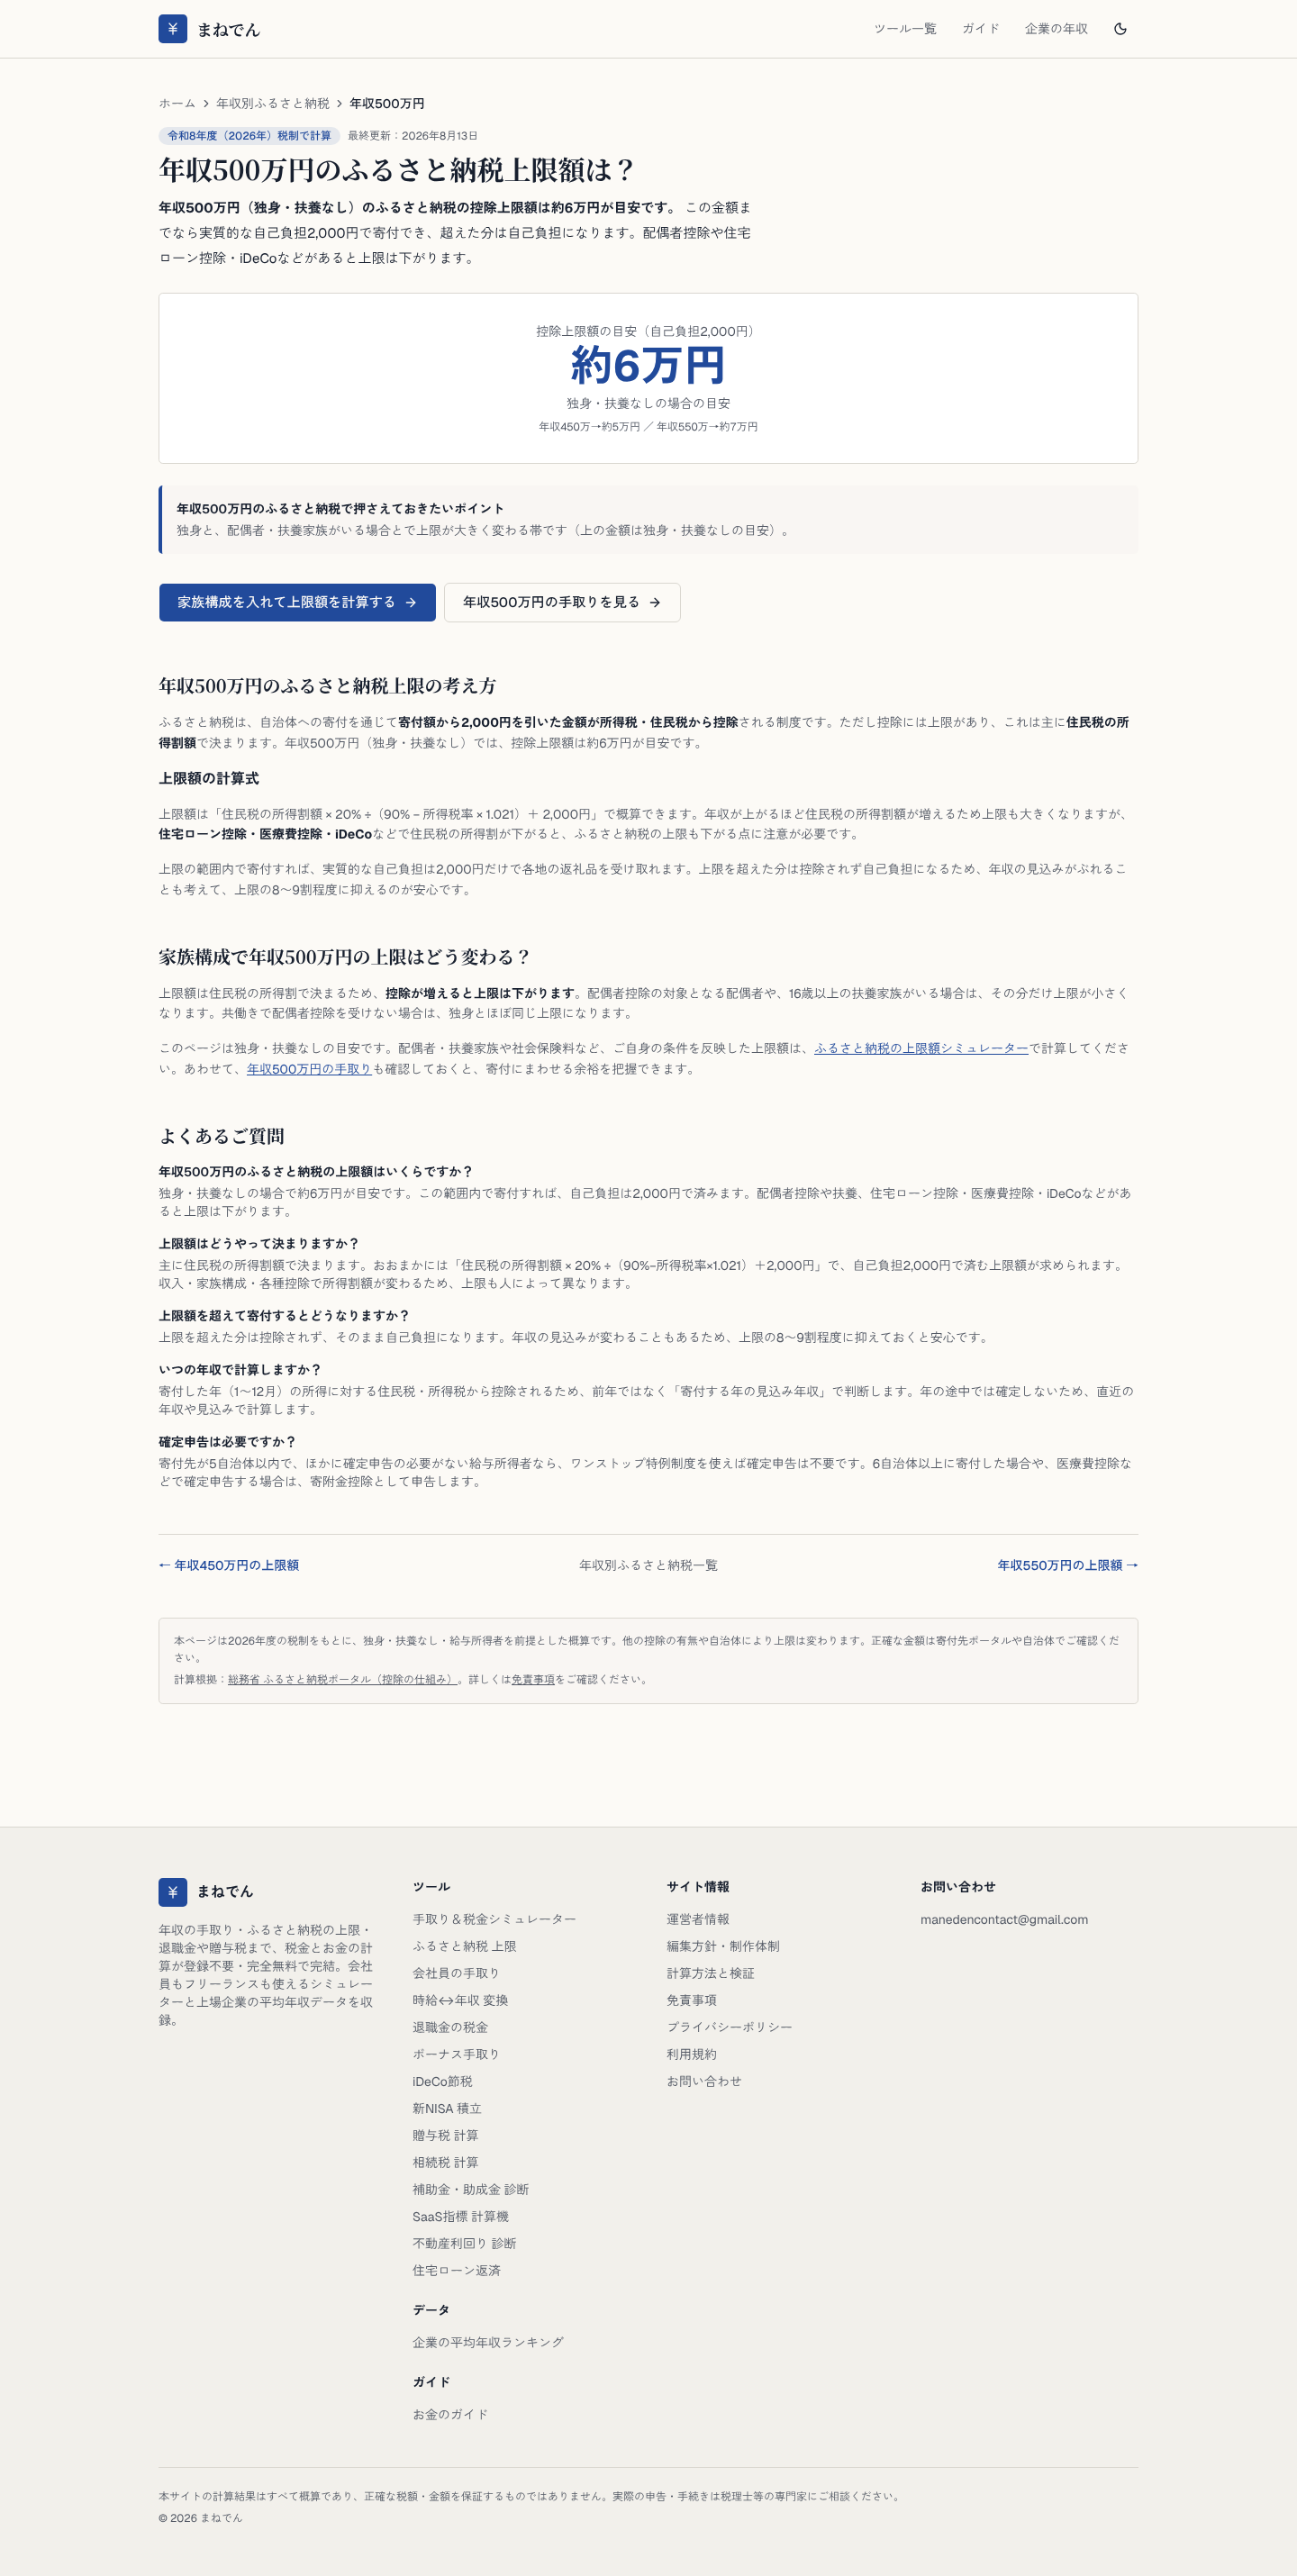 ¥ まねでん
ツール一覧 ガイド 企業の年収
ホーム > 年収別ふるさと納税 > 年収500万円
令和8年度（2026年）税制で計算 最終更新：2026年8月13日
年収500万円のふるさと納税上限額は？
年収500万円（独身・扶養なし）のふるさと納税の控除上限額は約6万円が目安です。 この金額ま
でなら実質的な自己負担2,000円で寄付でき、超えた分は自己負担になります。配偶者控除や住宅
ローン控除・iDeCoなどがあると上限は下がります。
控除上限額の目安（自己負担2,000円）
約6万円
独身・扶養なしの場合の目安
年収450万→約5万円 ／ 年収550万→約7万円
年収500万円のふるさと納税で押さえておきたいポイント
独身と、配偶者・扶養家族がいる場合とで上限が大きく変わる帯です（上の金額は独身・扶養なしの目安）。
家族構成を入れて上限額を計算する →
年収500万円の手取りを見る →
年収500万円のふるさと納税上限の考え方
ふるさと納税は、自治体への寄付を通じて寄付額から2,000円を引いた金額が所得税・住民税から控除される制度です。ただし控除には上限があり、これは主に住民税の所
得割額で決まります。年収500万円（独身・扶養なし）では、控除上限額は約6万円が目安です。
上限額の計算式
上限額は「住民税の所得割額 × 20% ÷（90% − 所得税率 × 1.021）＋ 2,000円」で概算できます。年収が上がるほど住民税の所得割額が増えるため上限も大きくなりますが、
住宅ローン控除・医療費控除・iDeCoなどで住民税の所得割が下がると、ふるさと納税の上限も下がる点に注意が必要です。
上限の範囲内で寄付すれば、実質的な自己負担は2,000円だけで各地の返礼品を受け取れます。上限を超えた分は控除されず自己負担になるため、年収の見込みがぶれるこ
とも考えて、上限の8〜9割程度に抑えるのが安心です。
家族構成で年収500万円の上限はどう変わる？
上限額は住民税の所得割で決まるため、控除が増えると上限は下がります。配偶者控除の対象となる配偶者や、16歳以上の扶養家族がいる場合は、その分だけ上限が小さく
なります。共働きで配偶者控除を受けない場合は、独身とほぼ同じ上限になります。
このページは独身・扶養なしの目安です。配偶者・扶養家族や社会保険料など、ご自身の条件を反映した上限額は、ふるさと納税の上限額シミュレーターで計算してくださ
い。あわせて、年収500万円の手取りも確認しておくと、寄付にまわせる余裕を把握できます。
よくあるご質問
年収500万円のふるさと納税の上限額はいくらですか？
独身・扶養なしの場合で約6万円が目安です。この範囲内で寄付すれば、自己負担は2,000円で済みます。配偶者控除や扶養、住宅ローン控除・医療費控除・iDeCoなどがあ
ると上限は下がります。
上限額はどうやって決まりますか？
主に住民税の所得割額で決まります。おおまかには「住民税の所得割額 × 20% ÷（90%−所得税率×1.021）＋2,000円」で、自己負担2,000円で済む上限額が求められます。
収入・家族構成・各種控除で所得割額が変わるため、上限も人によって異なります。
上限額を超えて寄付するとどうなりますか？
上限を超えた分は控除されず、そのまま自己負担になります。年収の見込みが変わることもあるため、上限の8〜9割程度に抑えておくと安心です。
いつの年収で計算しますか？
寄付した年（1〜12月）の所得に対する住民税・所得税から控除されるため、前年ではなく「寄付する年の見込み年収」で判断します。年の途中では確定しないため、直近の
年収や見込みで計算します。
確定申告は必要ですか？
寄付先が5自治体以内で、ほかに確定申告の必要がない給与所得者なら、ワンストップ特例制度を使えば確定申告は不要です。6自治体以上に寄付した場合や、医療費控除な
どで確定申告する場合は、寄附金控除として申告します。
← 年収450万円の上限額 年収別ふるさと納税一覧 年収550万円の上限額 →
本ページは2026年度の税制をもとに、独身・扶養なし・給与所得者を前提とした概算です。他の控除の有無や自治体により上限は変わります。正確な金額は寄付先ポータルや自治体でご確認くだ
さい。
計算根拠：総務省 ふるさと納税ポータル（控除の仕組み）。詳しくは免責事項をご確認ください。
¥ まねでん
年収の手取り・ふるさと納税の上限・
退職金や贈与税まで、税金とお金の計
算が登録不要・完全無料で完結。会社
員もフリーランスも使えるシミュレー
ターと上場企業の平均年収データを収
録。
ツール
手取り＆税金シミュレーター
ふるさと納税 上限
会社員の手取り
時給↔年収 変換
退職金の税金
ボーナス手取り
iDeCo節税
新NISA 積立
贈与税 計算
相続税 計算
補助金・助成金 診断
SaaS指標 計算機
不動産利回り 診断
住宅ローン返済
データ
企業の平均年収ランキング
ガイド
お金のガイド
サイト情報
運営者情報
編集方針・制作体制
計算方法と検証
免責事項
プライバシーポリシー
利用規約
お問い合わせ
お問い合わせ
manedencontact@gmail.com
本サイトの計算結果はすべて概算であり、正確な税額・金額を保証するものではありません。実際の申告・手続きは税理士等の専門家にご相談ください。
© 2026 まねでん